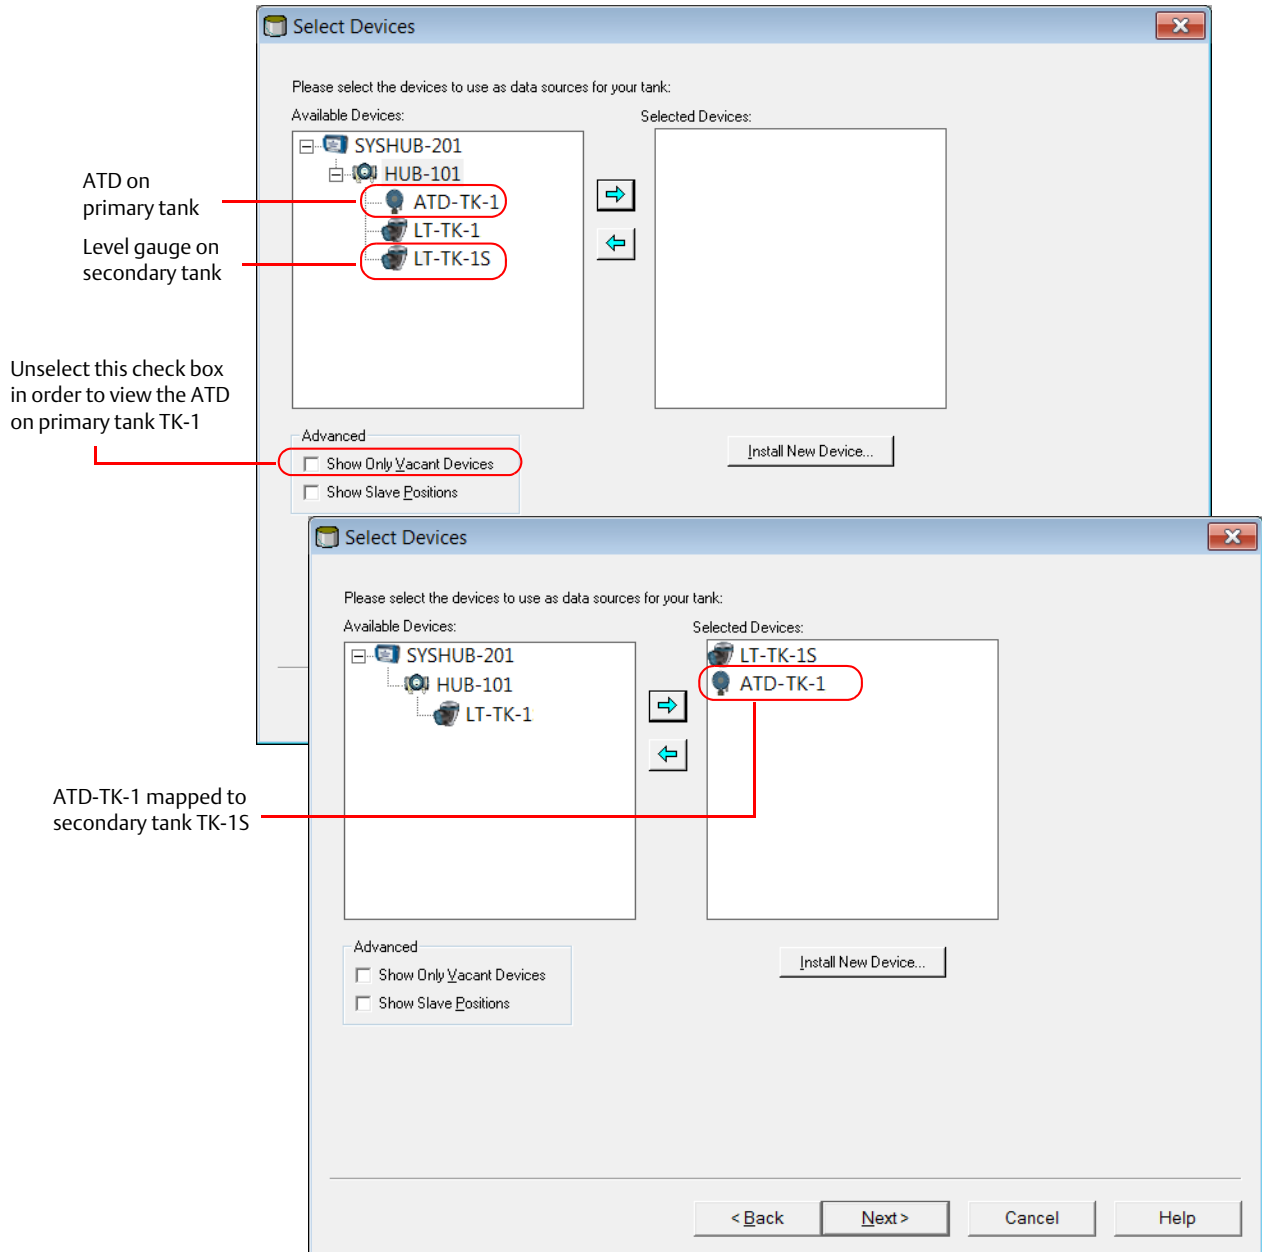 Select Devices
Please select the devices to use as data sources for your tank:
Available Devices:
Selected Devices:
SYSHUB-201
HUB-101
ATD-TK-1
LT-TK-1
LT-TK-1S
ATD on
primary tank
Level gauge on
secondary tank
Unselect this check box
in order to view the ATD
on primary tank TK-1
Advanced
Show Only Vacant Devices
Show Slave Positions
Install New Device...
Select Devices
Please select the devices to use as data sources for your tank:
Available Devices:
Selected Devices:
SYSHUB-201
HUB-101
LT-TK-1
LT-TK-1S
ATD-TK-1
ATD-TK-1 mapped to
secondary tank TK-1S
Advanced
Show Only Vacant Devices
Show Slave Positions
Install New Device...
< Back
Next >
Cancel
Help